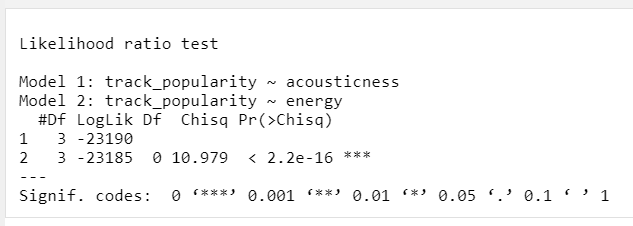 Likelihood ratio test
Model 1: track_popularity ~ acousticness
Model 2: track_popularity ~ energy
  #Df LogLik Df  Chisq Pr(>Chisq)
1   3 -23190
2   3 -23185  0 10.979  < 2.2e-16 ***
---
Signif. codes:  0 ‘***’ 0.001 ‘**’ 0.01 ‘*’ 0.05 ‘.’ 0.1 ‘ ’ 1